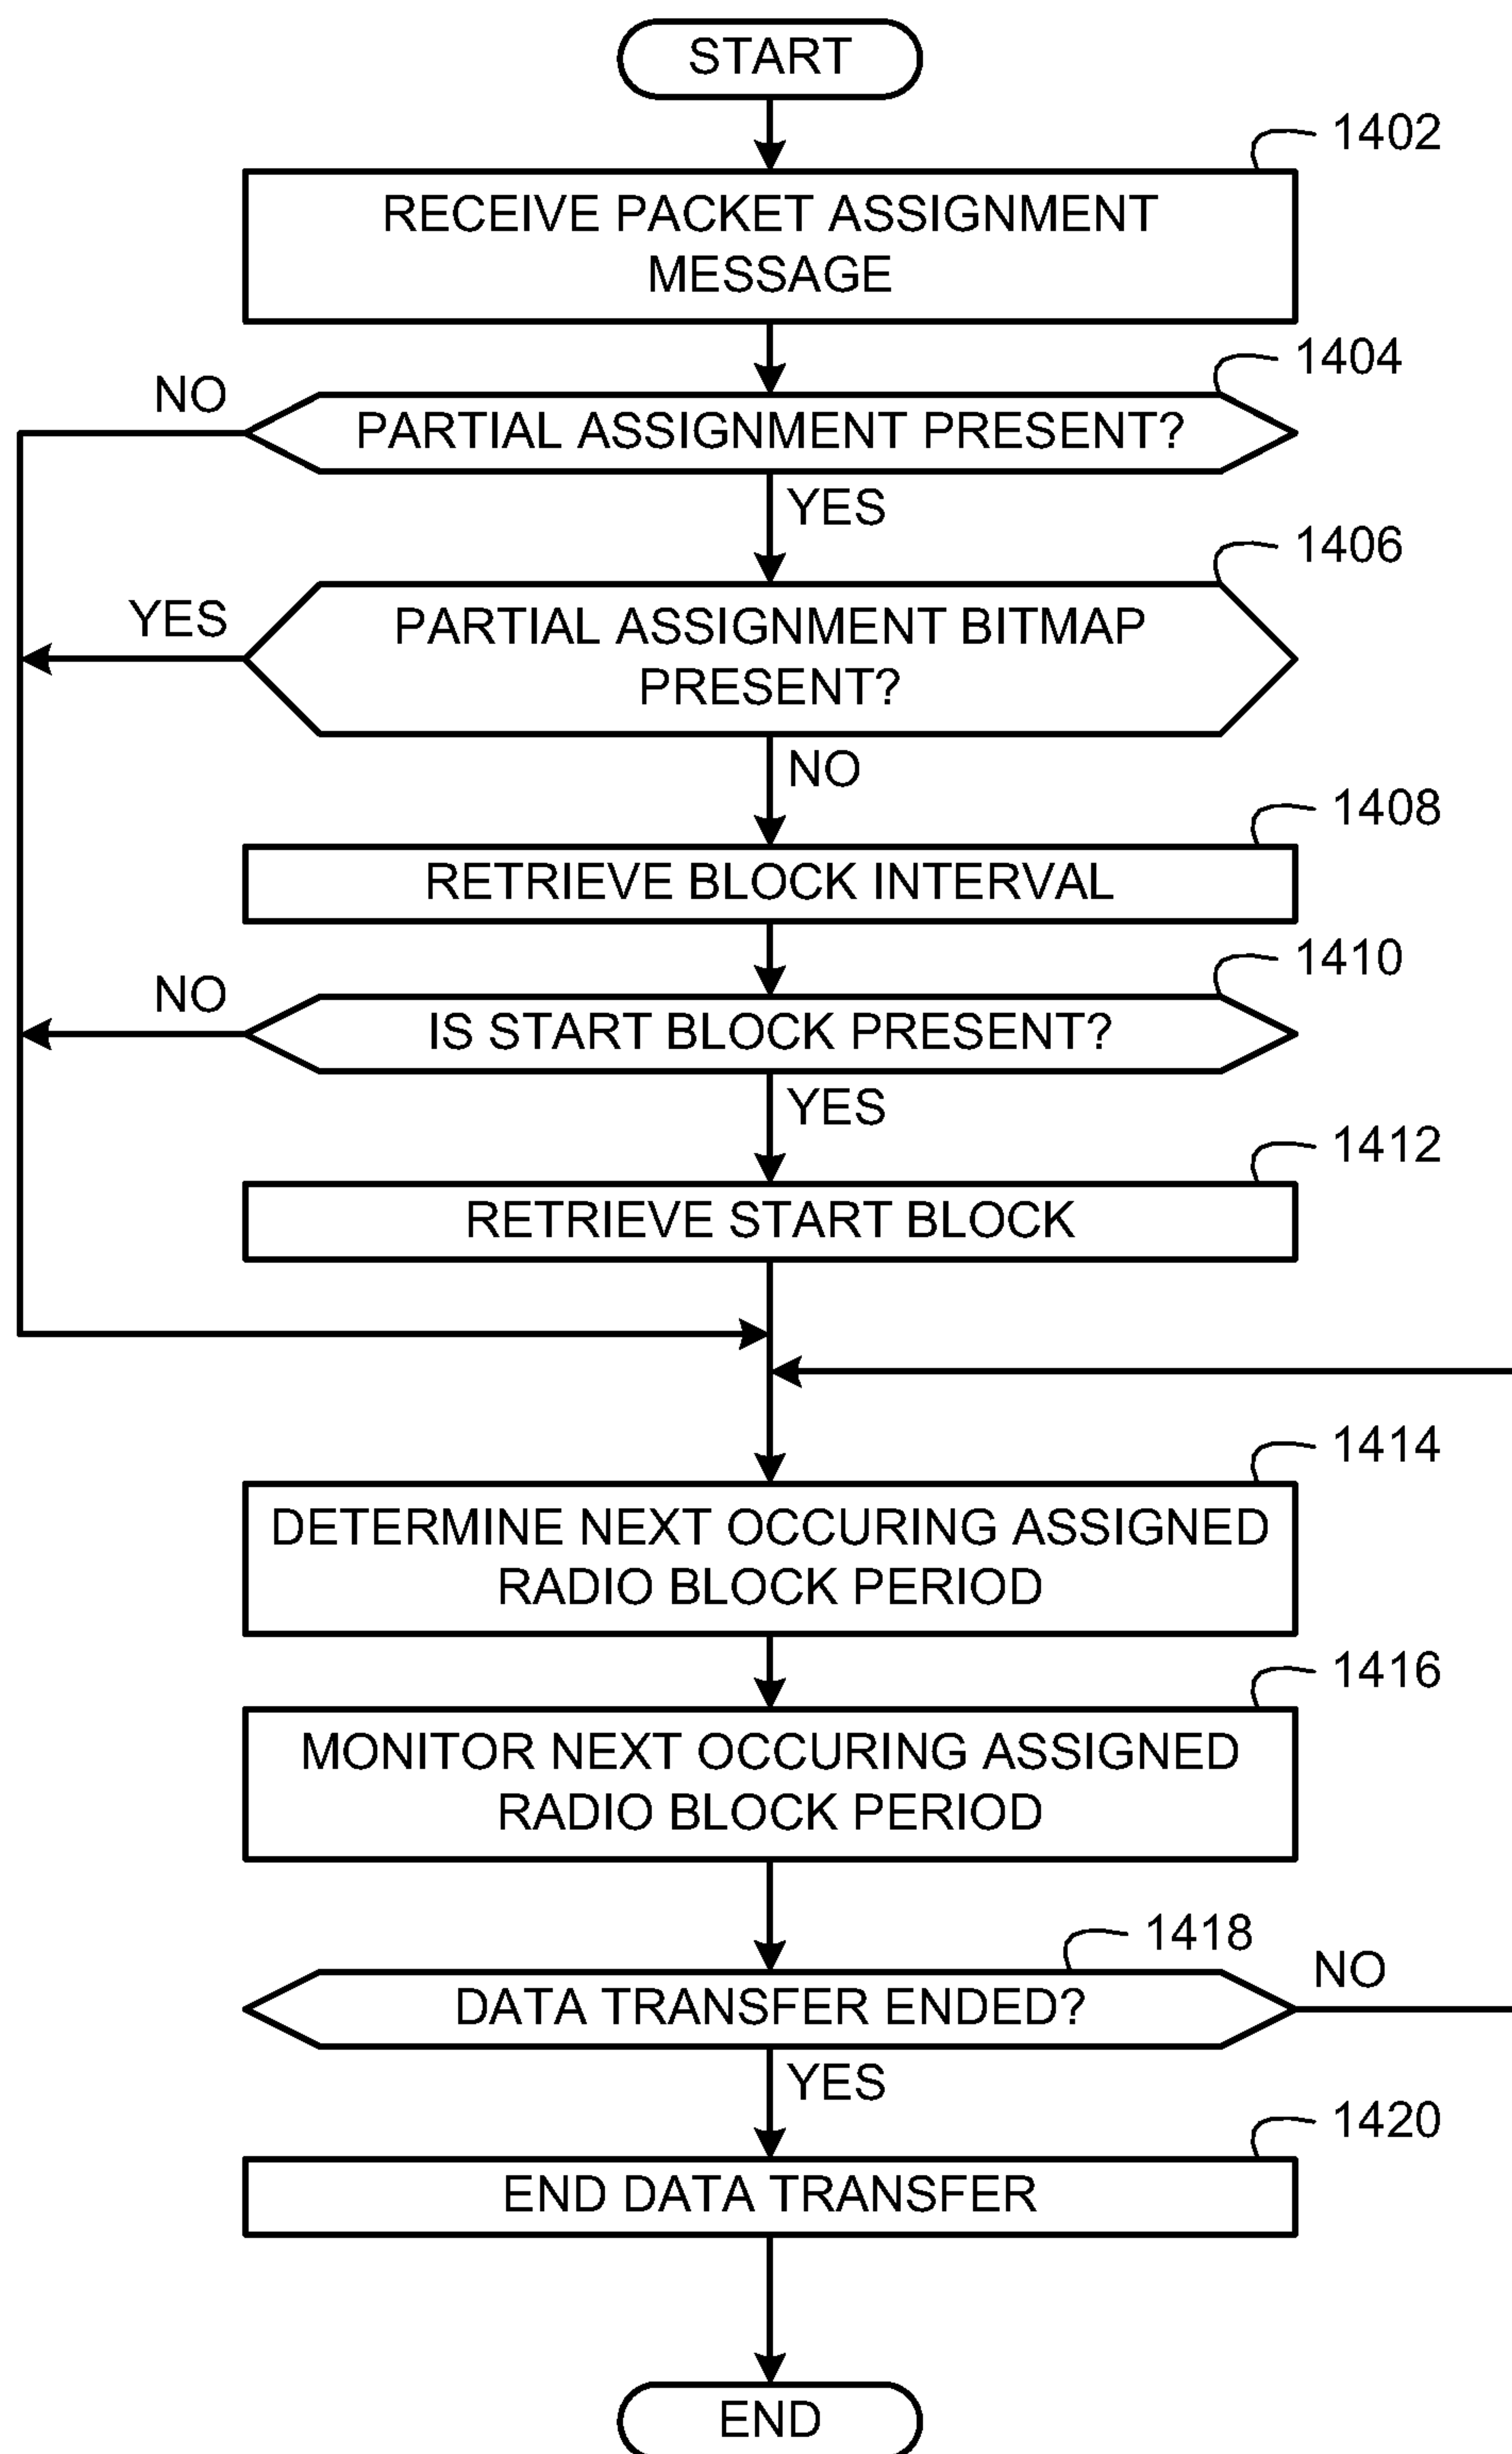 START
1402
RECEIVE PACKET ASSIGNMENT
MESSAGE
1404
NO
PARTIAL ASSIGNMENT PRESENT?
YES
1406
YES
PARTIAL ASSIGNMENT BITMAP
PRESENT?
NO
1408
RETRIEVE BLOCK INTERVAL
1410
NO
IS START BLOCK PRESENT?
YES
1412
RETRIEVE START BLOCK
1414
DETERMINE NEXT OCCURING ASSIGNED
RADIO BLOCK PERIOD
1416
MONITOR NEXT OCCURING ASSIGNED
RADIO BLOCK PERIOD
1418
NO
DATA TRANSFER ENDED?
YES
1420
END DATA TRANSFER
END